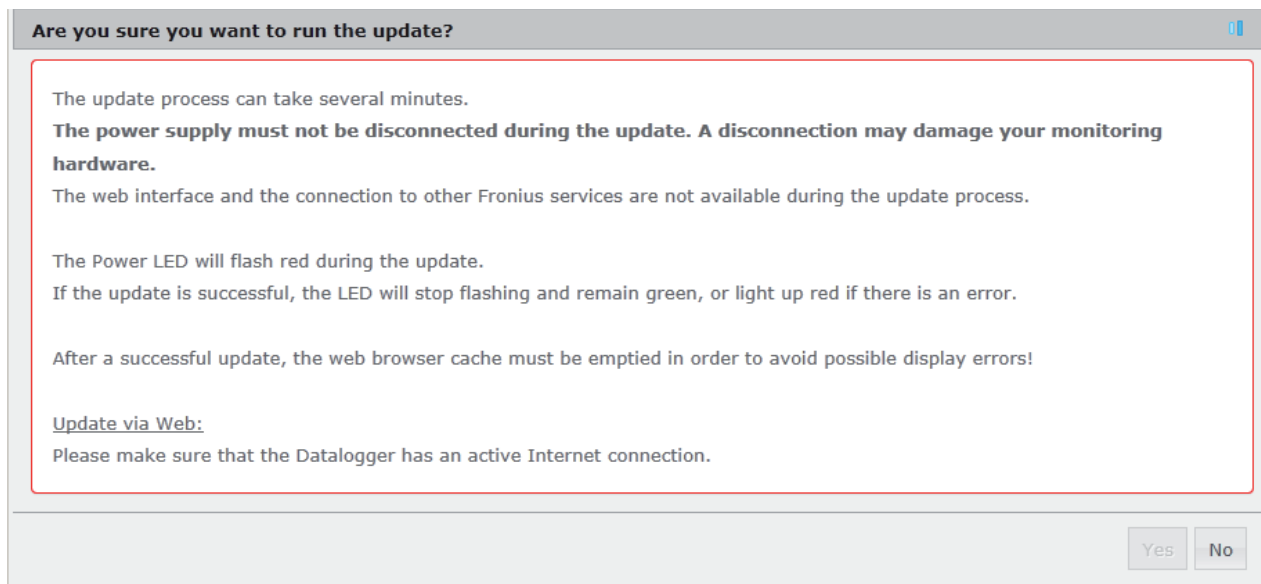 Are you sure you want to run the update?
The update process can take several minutes.
The power supply must not be disconnected during the update. A disconnection may damage your monitoring
hardware.
The web interface and the connection to other Fronius services are not available during the update process.
The Power LED will flash red during the update.
If the update is successful, the LED will stop flashing and remain green, or light up red if there is an error.
After a successful update, the web browser cache must be emptied in order to avoid possible display errors!
Update via Web:
Please make sure that the Datalogger has an active Internet connection.
Yes No